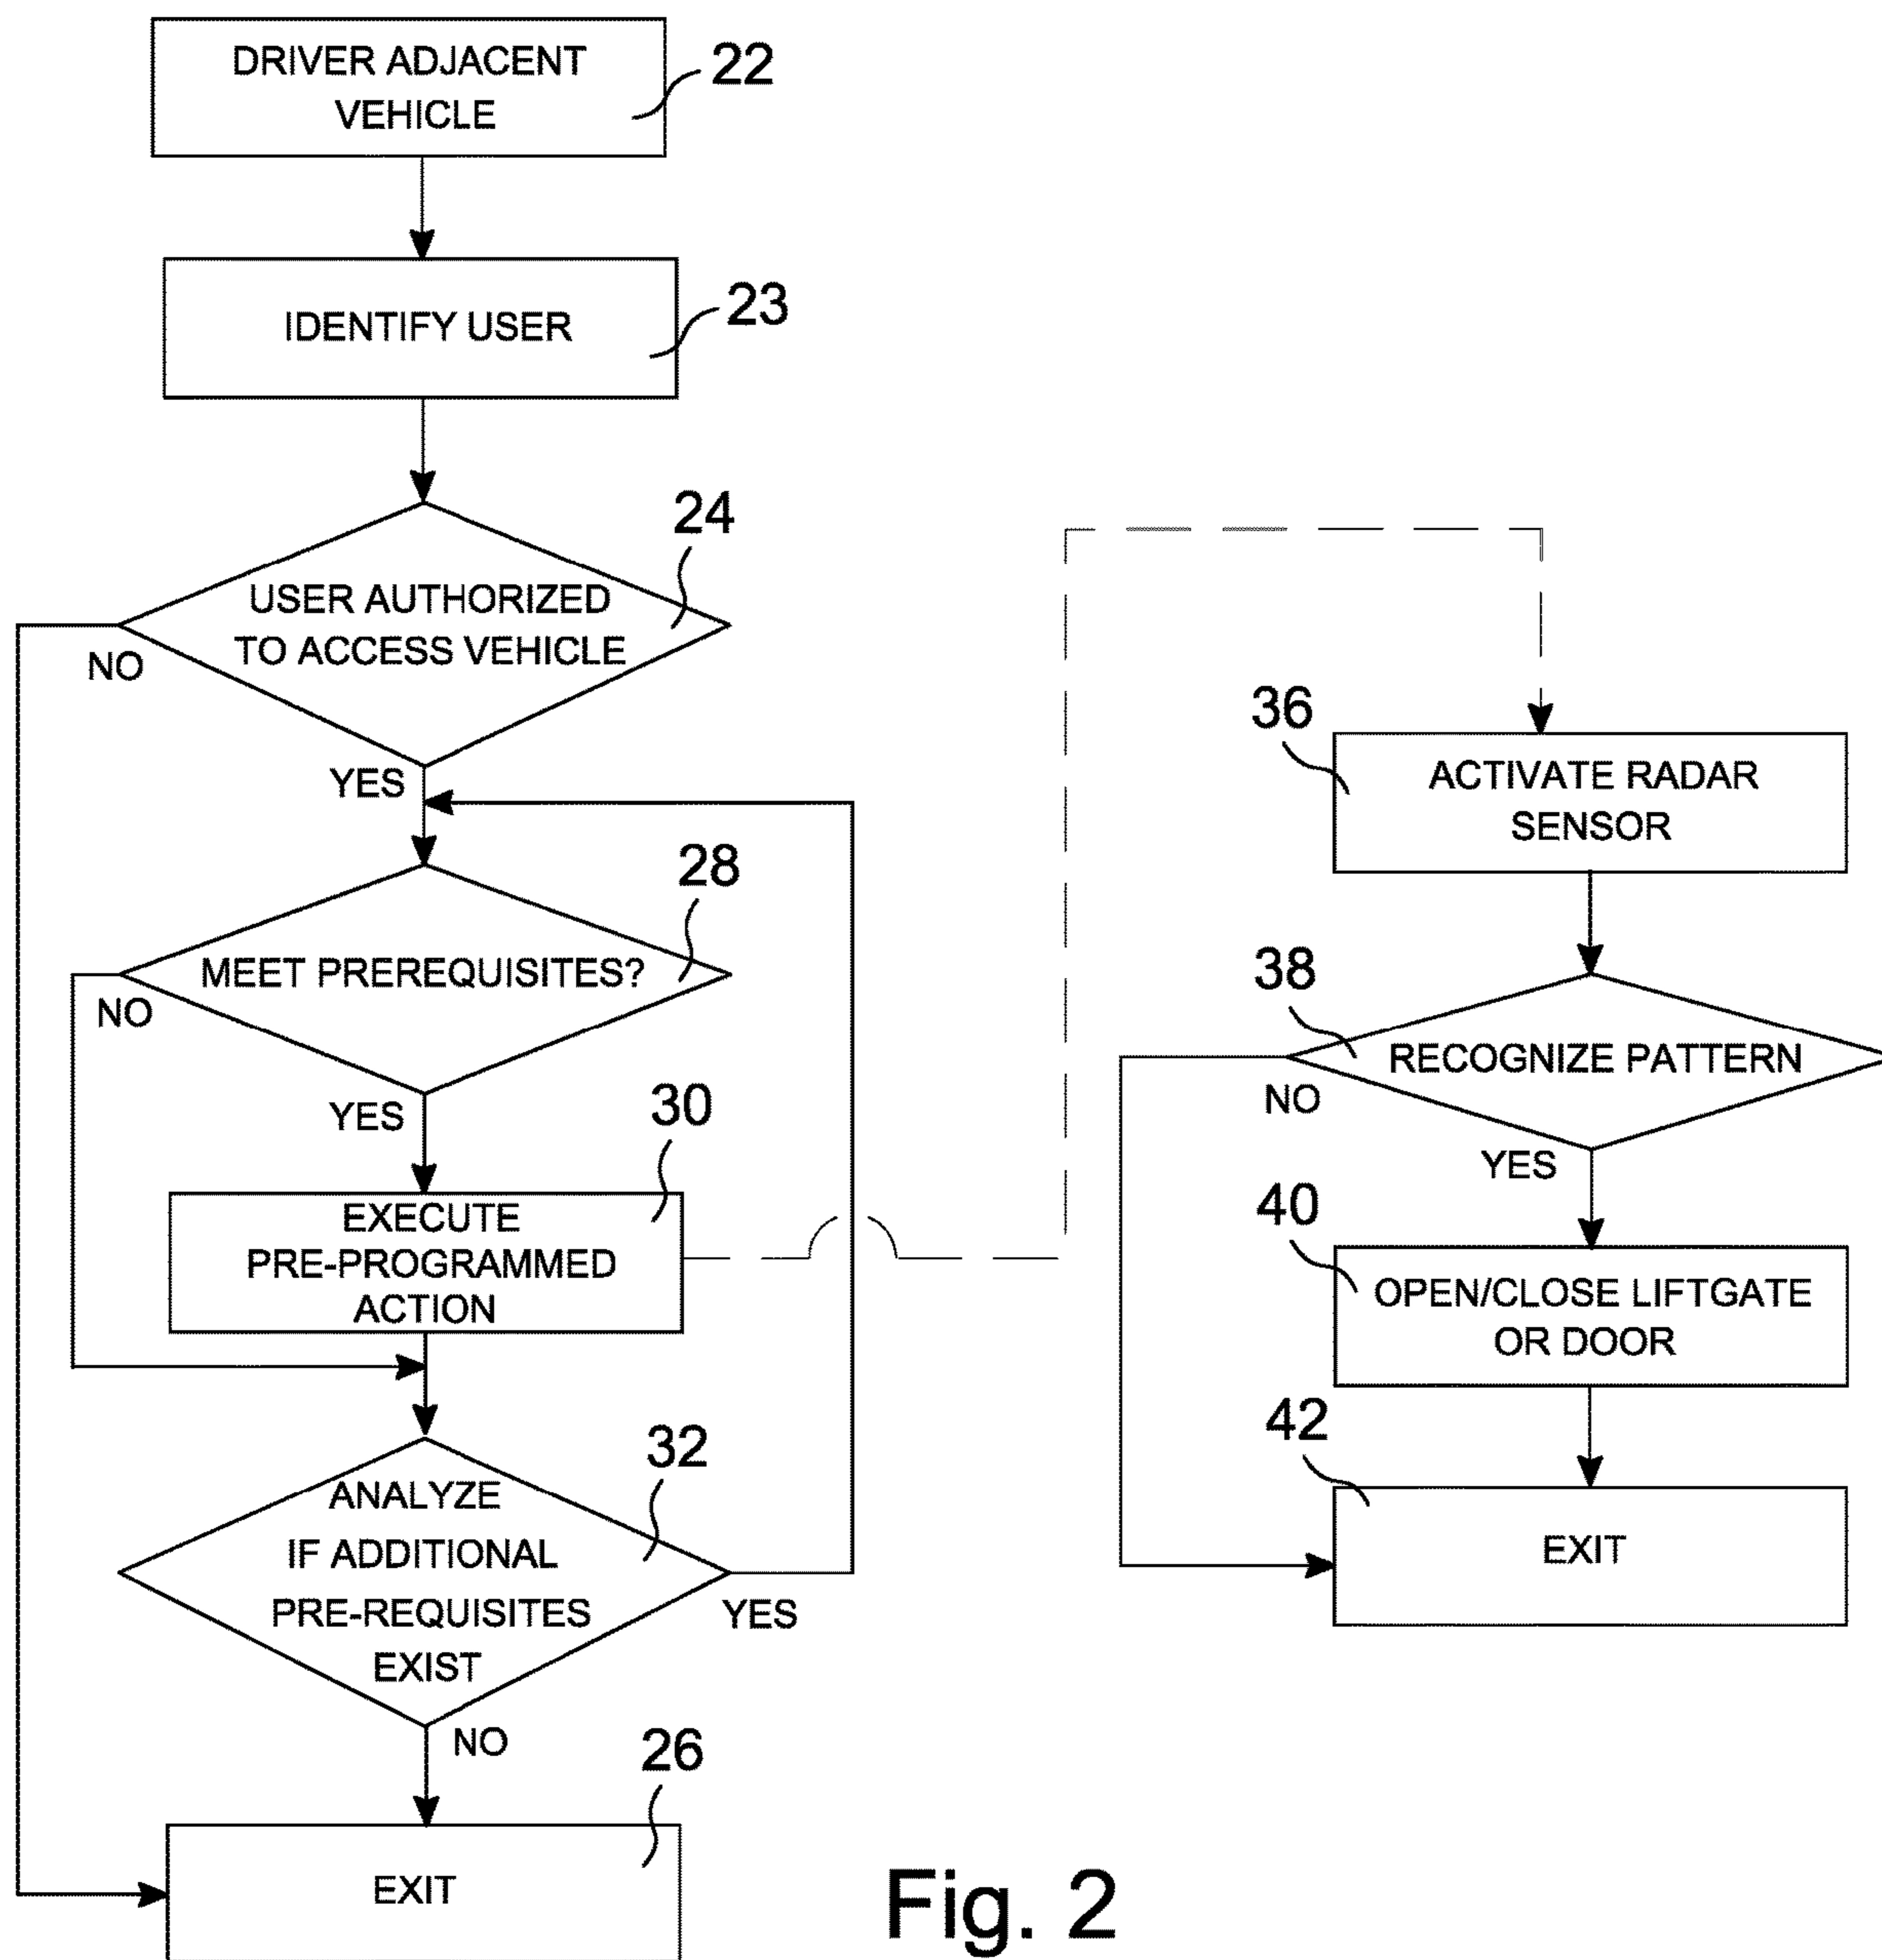 DRIVER ADJACENT
VEHICLE
22
IDENTIFY USER
23
24
USER AUTHORIZED
TO ACCESS VEHICLE
NO
YES
28
MEET PREREQUISITES?
NO
YES
30
EXECUTE
PRE-PROGRAMMED
ACTION
32
ANALYZE
IF ADDITIONAL
PRE-REQUISITES
EXIST
YES
NO
26
EXIT
36
ACTIVATE RADAR
SENSOR
38
RECOGNIZE PATTERN
NO
YES
40
OPEN/CLOSE LIFTGATE
OR DOOR
42
EXIT
Fig. 2